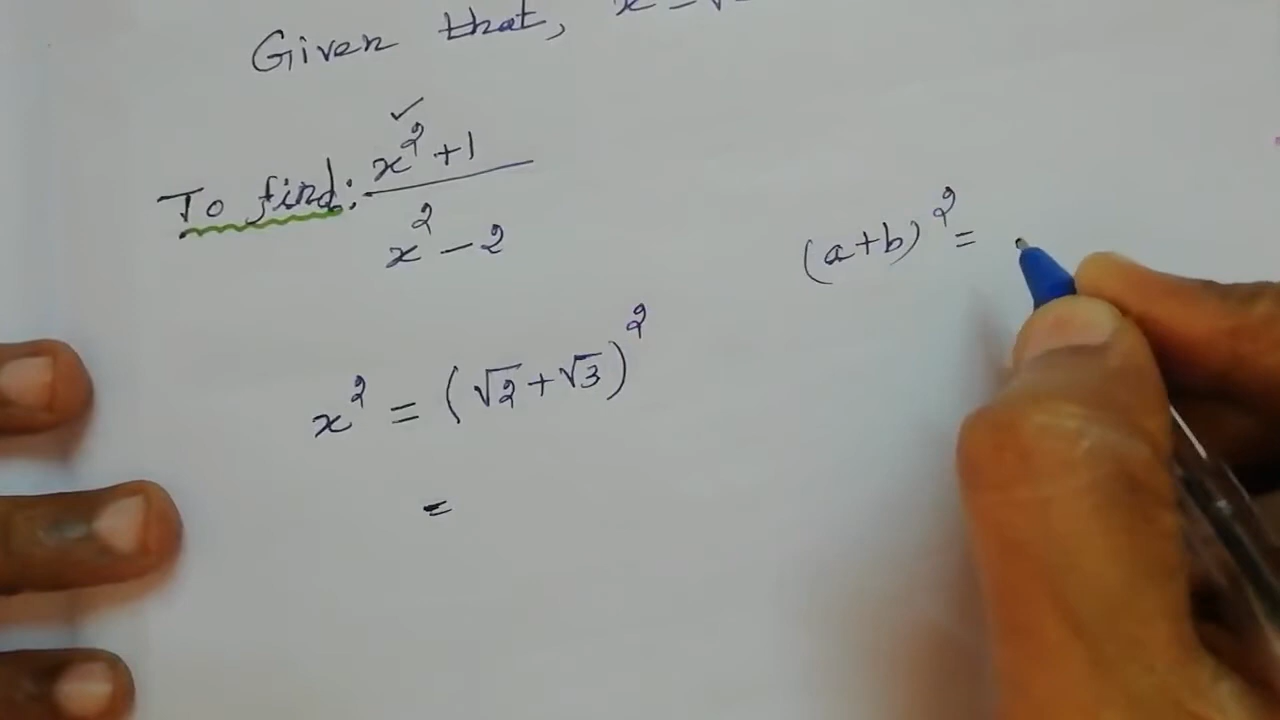 Given that, x = √
To find: (x² + 1)/(x² − 2)
(a+b)² =
x² = (√2 + √3)²
=